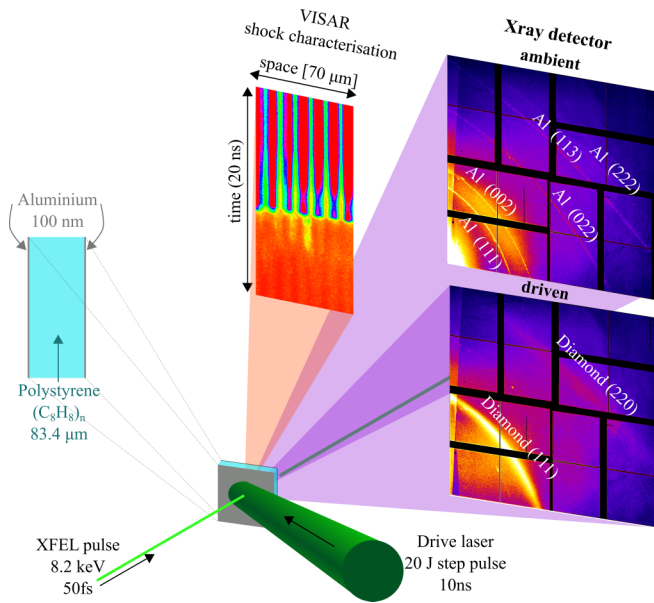 VISAR
shock characterisation
space [70 μm]
time (20 ns)
Xray detector
ambient
Al (113)
Al (222)
Al (002)
Al (022)
Al (111)
driven
Diamond (220)
Diamond (111)
Aluminium
100 nm
Polystyrene
(C₈H₈)ₙ
83.4 μm
XFEL pulse
8.2 keV
50fs
Drive laser
20 J step pulse
10ns